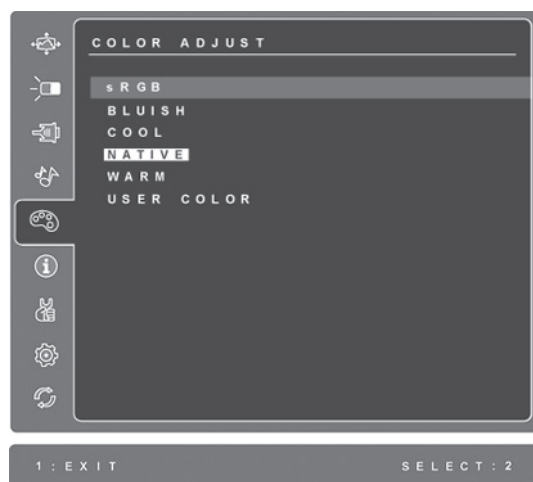 COLOR ADJUST
sRGB
BLUISH
COOL
NATIVE
WARM
USER COLOR
1:EXIT SELECT:2